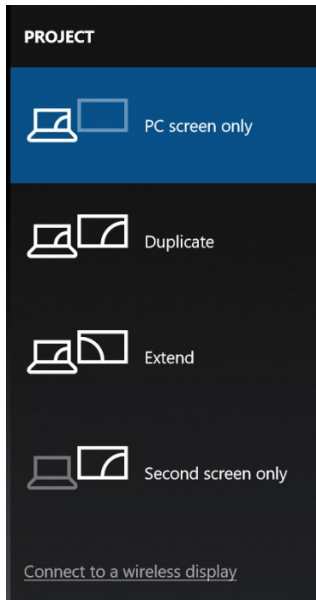 PROJECT
PC screen only
Duplicate
Extend
Second screen only
Connect to a wireless display